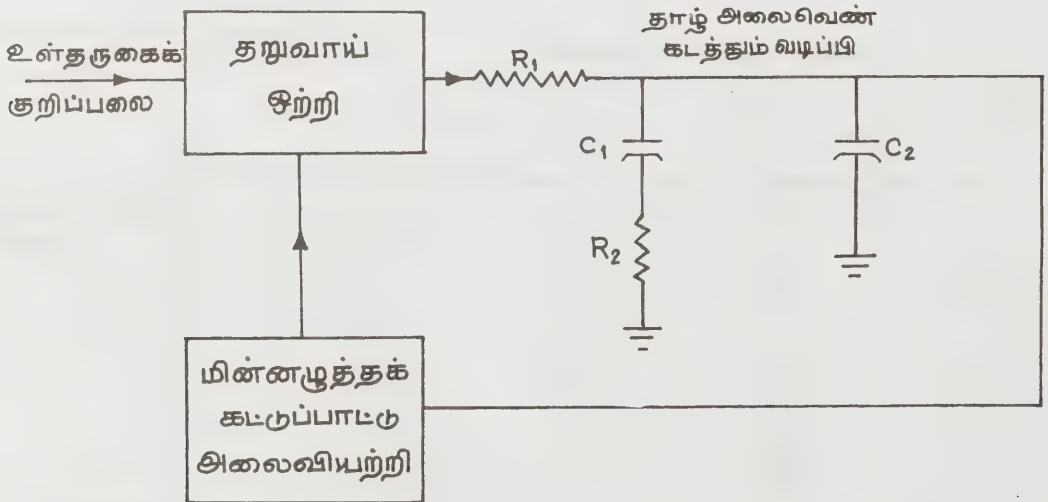 உள்தருகைக்
குறிப்பலை
தறுவாய்
ஒற்றி
R₁
தாழ் அலைவெண்
கடத்தும் வடிப்பி
C₁
R₂
C₂
மின்னழுத்தக்
கட்டுப்பாட்டு
அலைவியற்றி